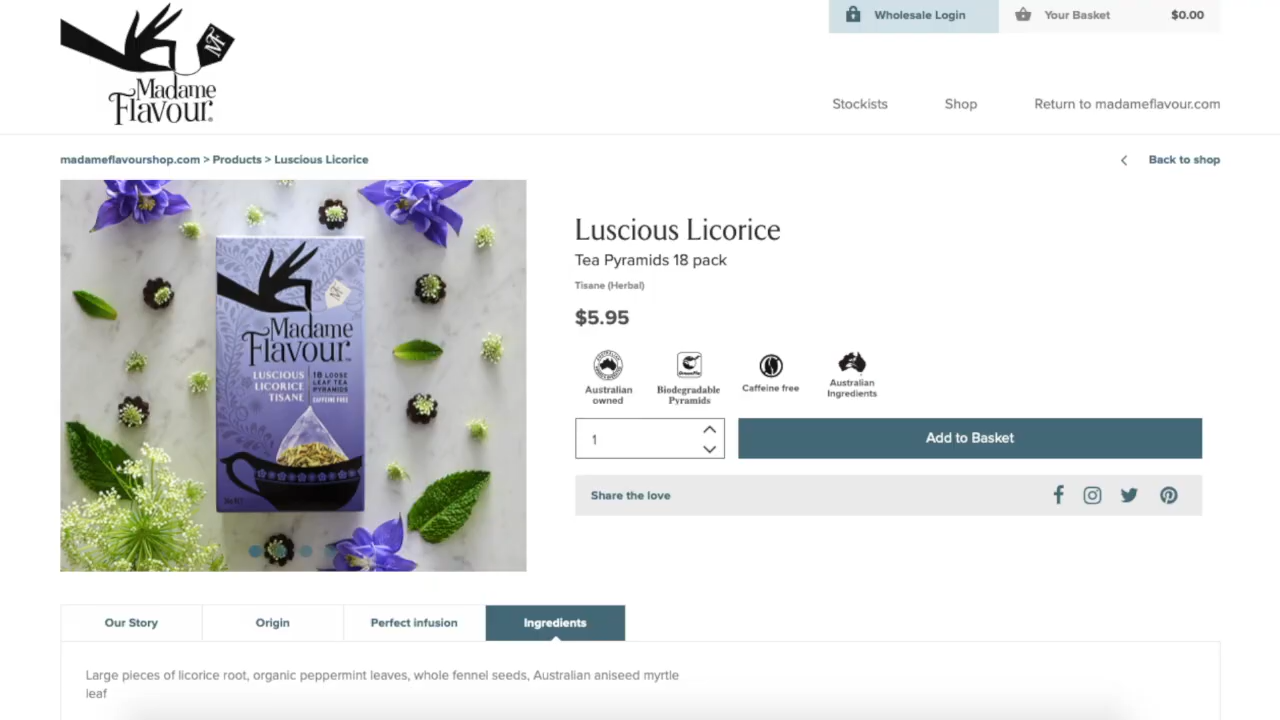 Wholesale Login
Your Basket
$0.00
Madame
Flavour
Stockists
Shop
Return to madameflavour.com
madameflavourshop.com > Products > Luscious Licorice
Back to shop
Madame
Flavour
LUSCIOUS
LICORICE
TISANE
18 LOOSE
LEAF TEA
PYRAMIDS
CAFFEINE FREE
Luscious Licorice
Tea Pyramids 18 pack
Tisane (Herbal)
$5.95
Australian
owned
Biodegradable
Pyramids
Caffeine free
Australian
Ingredients
1
Add to Basket
Share the love
Our Story
Origin
Perfect infusion
Ingredients
Large pieces of licorice root, organic peppermint leaves, whole fennel seeds, Australian aniseed myrtle
leaf